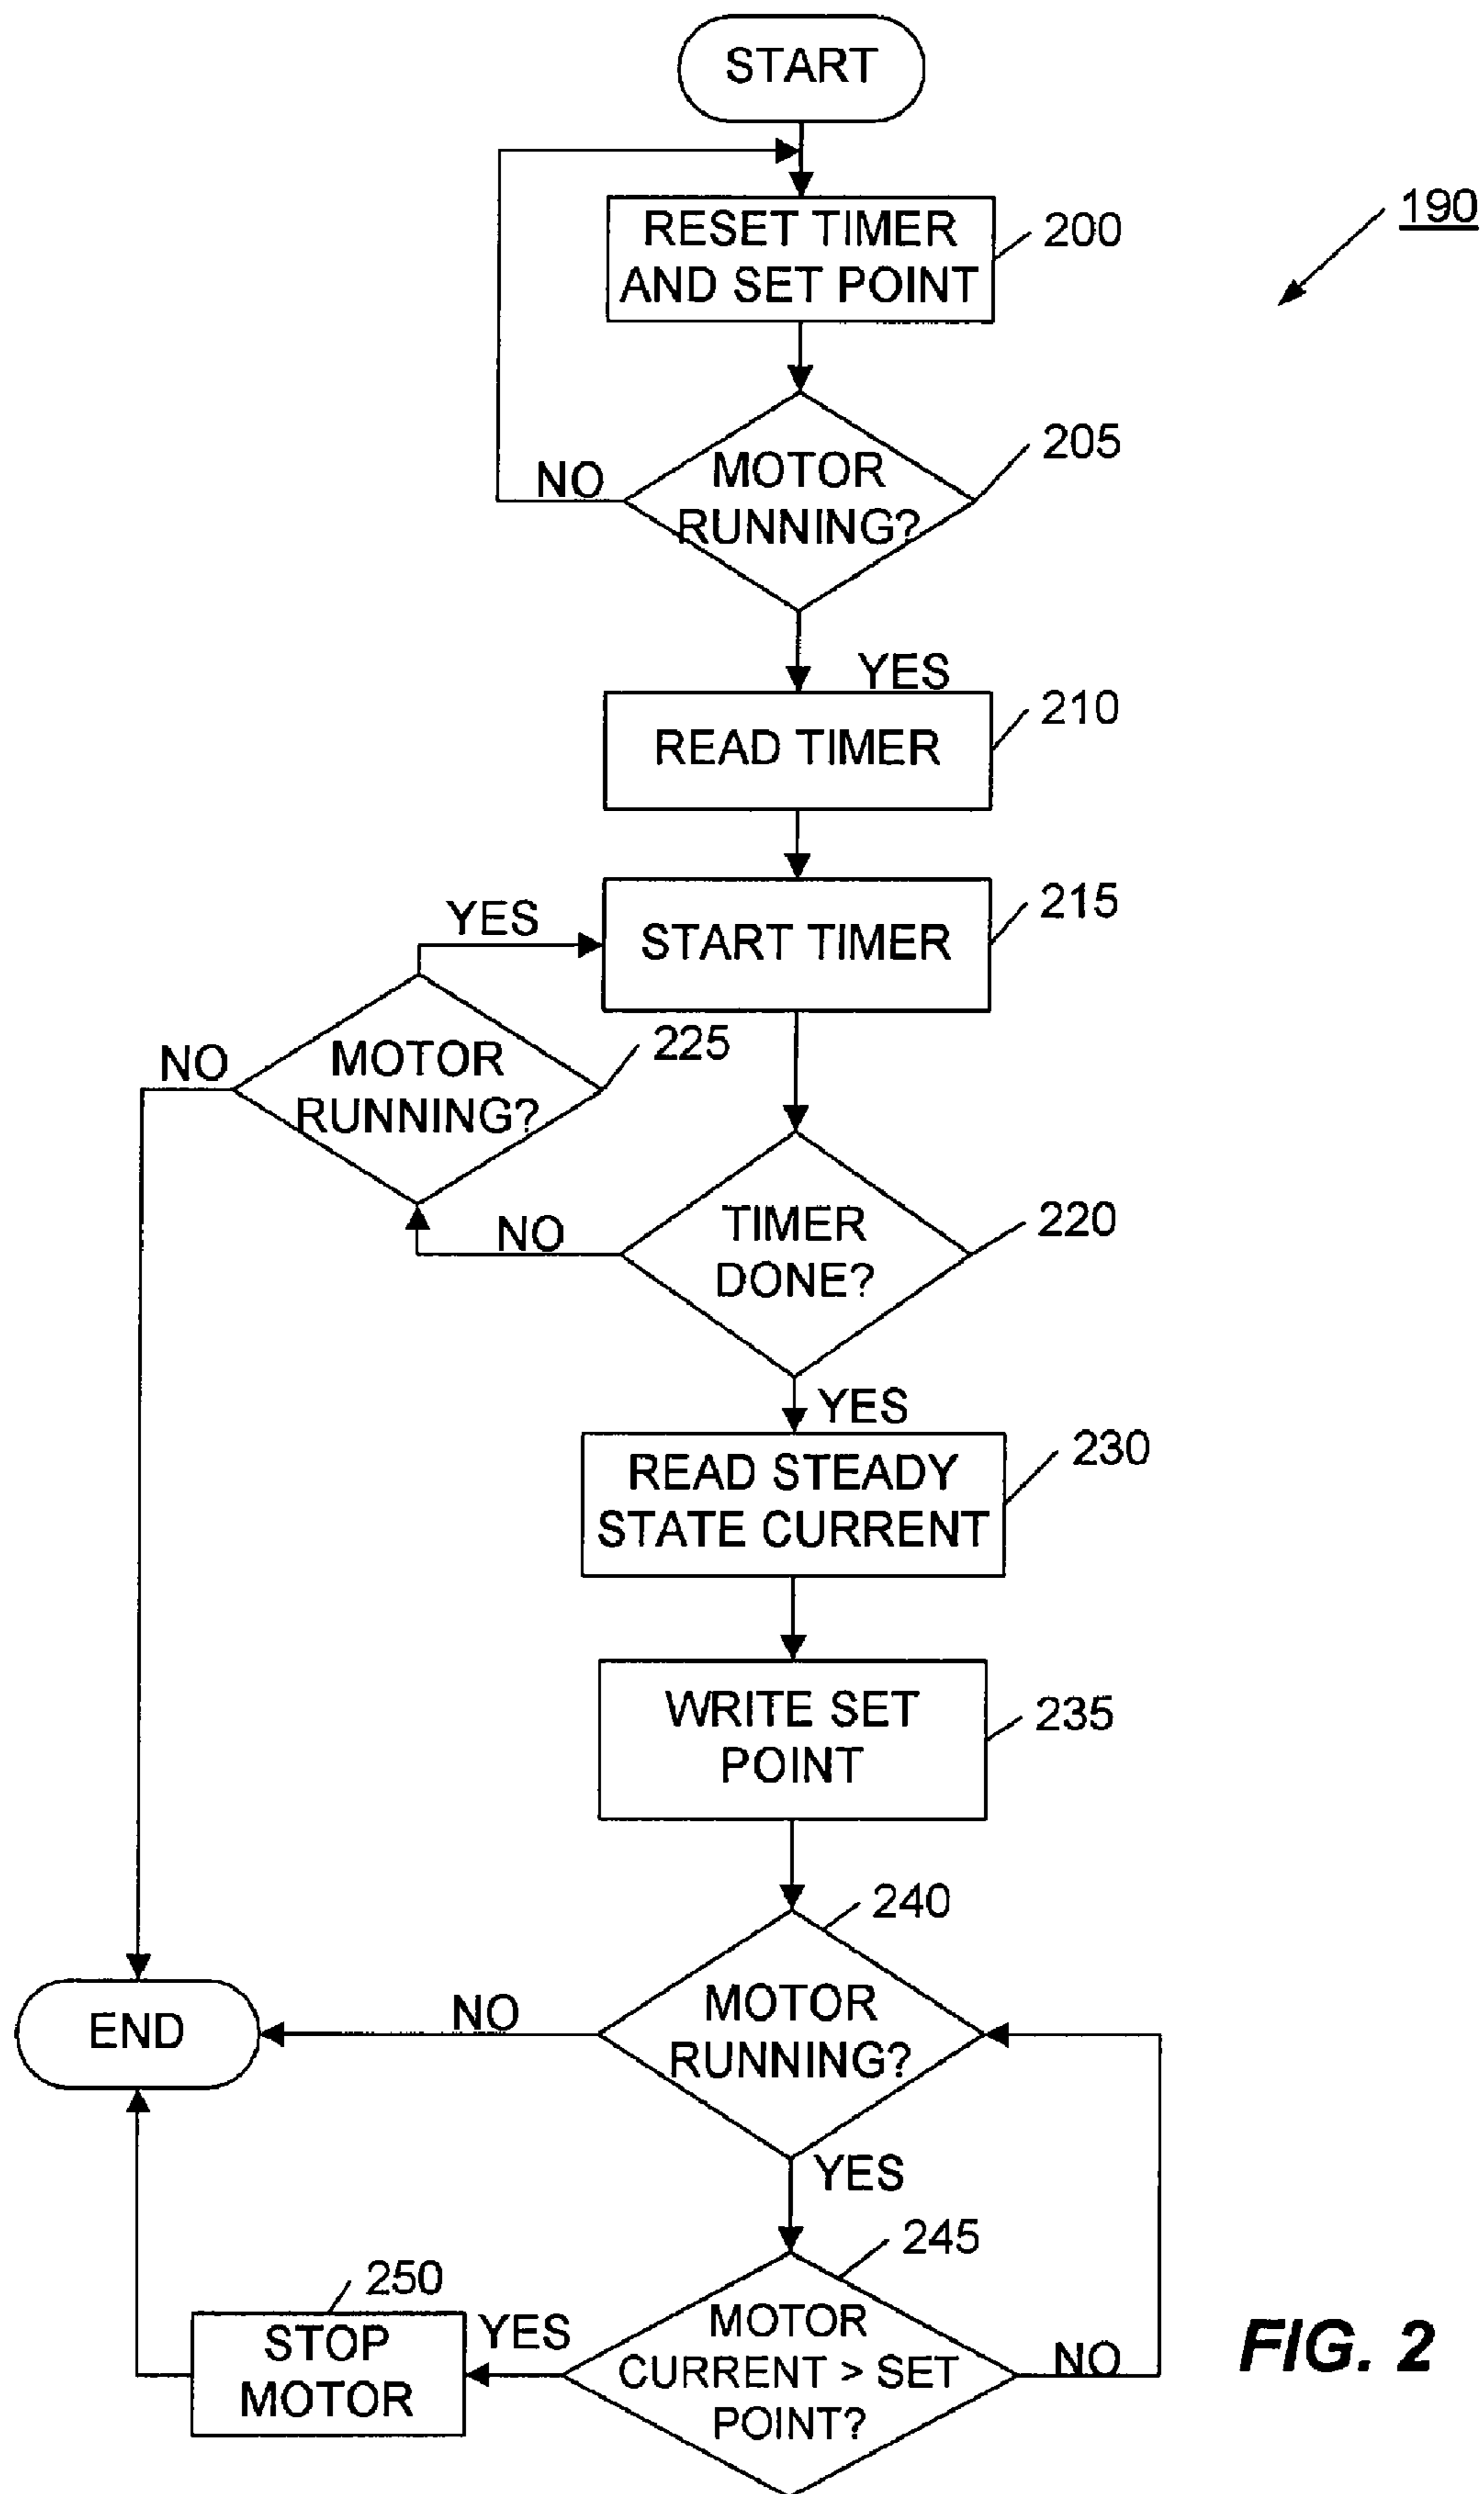 START
190
RESET TIMER
AND SET POINT
200
MOTOR
RUNNING?
205
NO
YES
READ TIMER
210
START TIMER
215
YES
MOTOR
RUNNING?
225
NO
TIMER
DONE?
220
NO
YES
READ STEADY
STATE CURRENT
230
WRITE SET
POINT
235
240
MOTOR
RUNNING?
NO
END
YES
245
MOTOR
CURRENT > SET
POINT?
NO
YES
250
STOP
MOTOR
FIG. 2